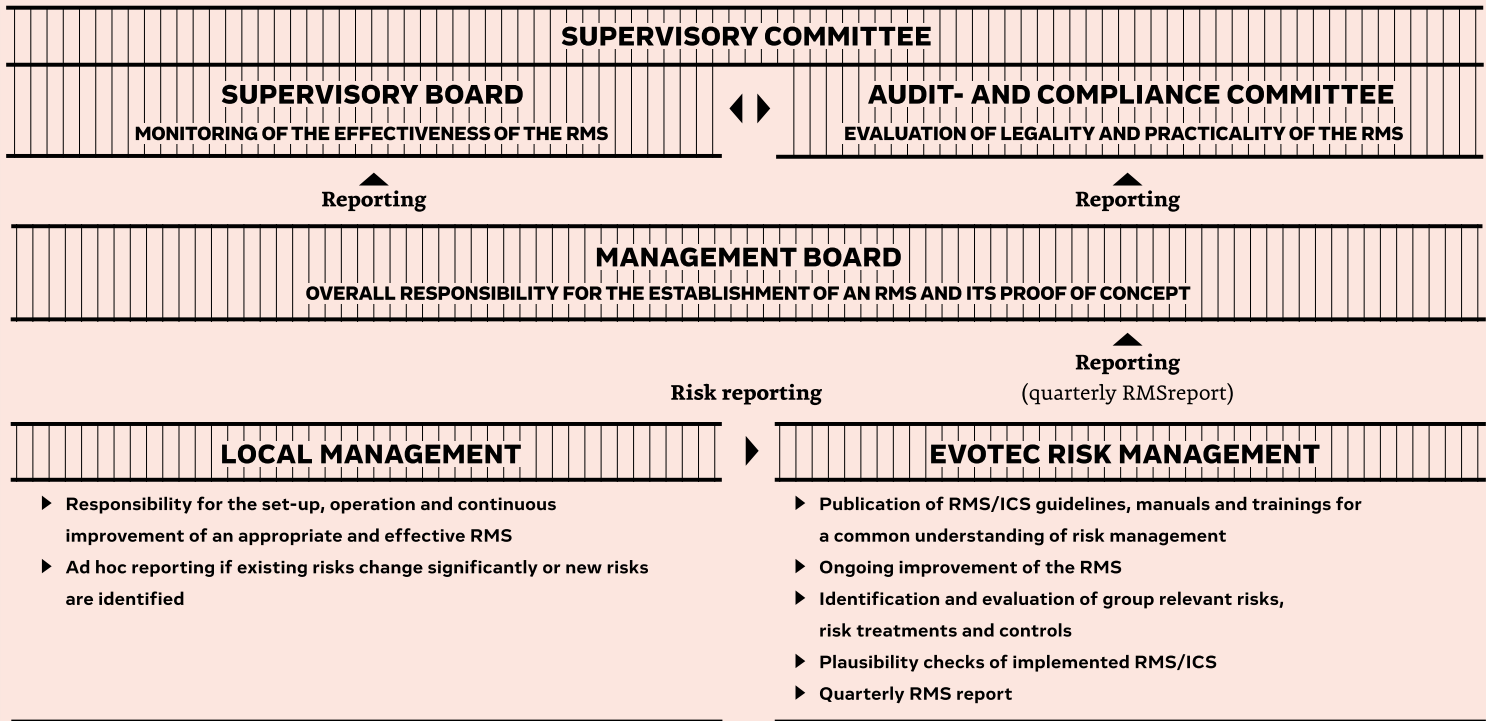 SUPERVISORY COMMITTEE
SUPERVISORY BOARD
MONITORING OF THE EFFECTIVENESS OF THE RMS
AUDIT- AND COMPLIANCE COMMITTEE
EVALUATION OF LEGALITY AND PRACTICALITY OF THE RMS
Reporting
Reporting
MANAGEMENT BOARD
OVERALL RESPONSIBILITY FOR THE ESTABLISHMENT OF AN RMS AND ITS PROOF OF CONCEPT
Reporting
(quarterly RMSreport)
Risk reporting
LOCAL MANAGEMENT
Responsibility for the set-up, operation and continuous
improvement of an appropriate and effective RMS
Ad hoc reporting if existing risks change significantly or new risks
are identified
EVOTEC RISK MANAGEMENT
Publication of RMS/ICS guidelines, manuals and trainings for
a common understanding of risk management
Ongoing improvement of the RMS
Identification and evaluation of group relevant risks,
risk treatments and controls
Plausibility checks of implemented RMS/ICS
Quarterly RMS report